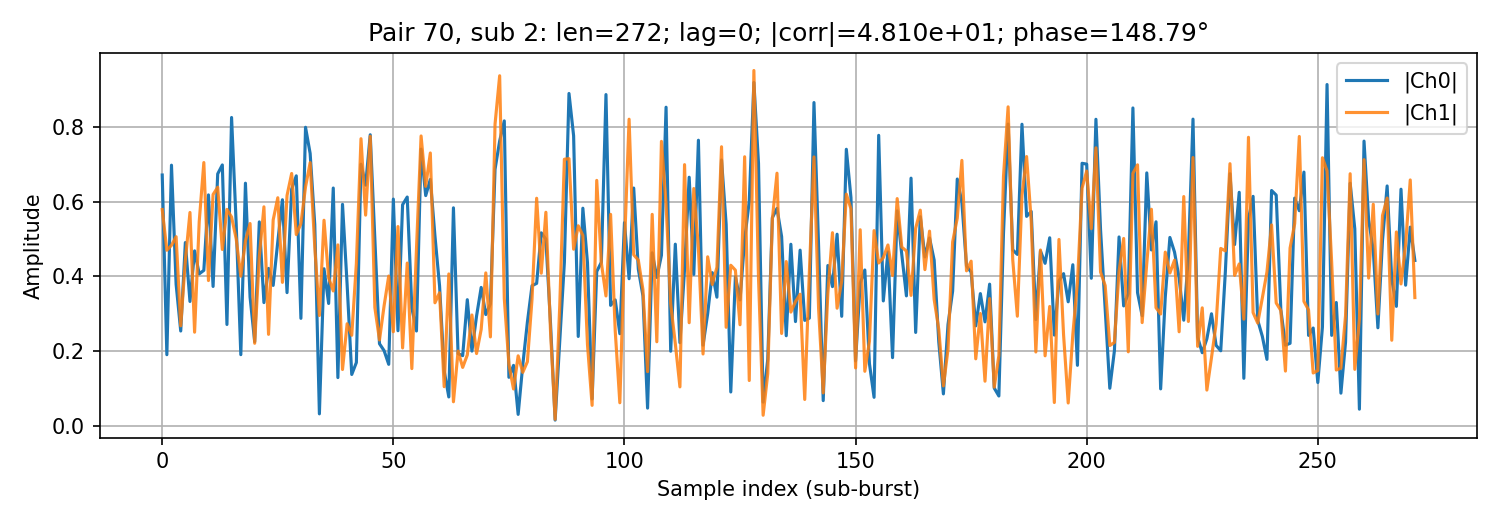 Pair 70, sub 2: len=272; lag=0; |corr|=4.810e+01; phase=148.79°
|Ch0|
|Ch1|
Amplitude
0.8
0.6
0.4
0.2
0.0
0 50 100 150 200 250
Sample index (sub-burst)